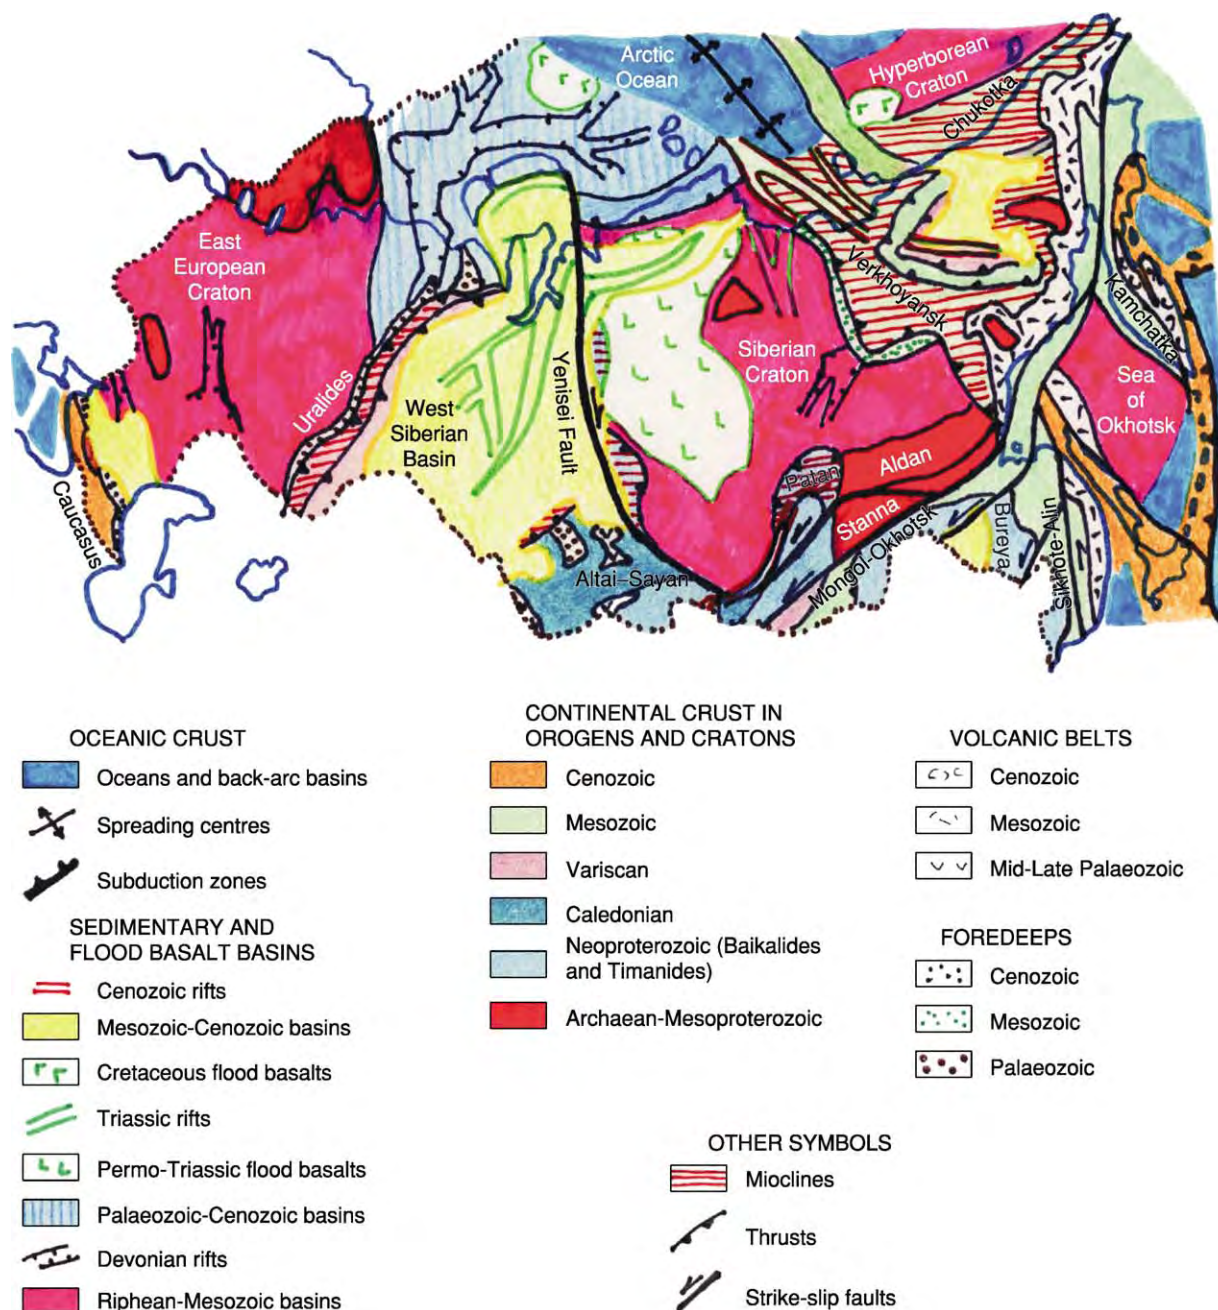 Arctic
Ocean
Hyperborean
Craton
Chukotka
East
European
Craton
Verkhoyansk
Kamchatka
Uralides
West
Siberian
Basin
Yenisei Fault
Siberian
Craton
Sea
of
Okhotsk
Caucasus
Patan
Aldan
Stanna
Altai–Sayan
Mongol-Okhotsk
Bureya
Sikhote-Alin
OCEANIC CRUST
Oceans and back-arc basins
Spreading centres
Subduction zones
SEDIMENTARY AND
FLOOD BASALT BASINS
Cenozoic rifts
Mesozoic-Cenozoic basins
Cretaceous flood basalts
Triassic rifts
Permo-Triassic flood basalts
Palaeozoic-Cenozoic basins
Devonian rifts
Riphean-Mesozoic basins
CONTINENTAL CRUST IN
OROGENS AND CRATONS
Cenozoic
Mesozoic
Variscan
Caledonian
Neoproterozoic (Baikalides
and Timanides)
Archaean-Mesoproterozoic
VOLCANIC BELTS
Cenozoic
Mesozoic
Mid-Late Palaeozoic
FOREDEEPS
Cenozoic
Mesozoic
Palaeozoic
OTHER SYMBOLS
Mioclines
Thrusts
Strike-slip faults